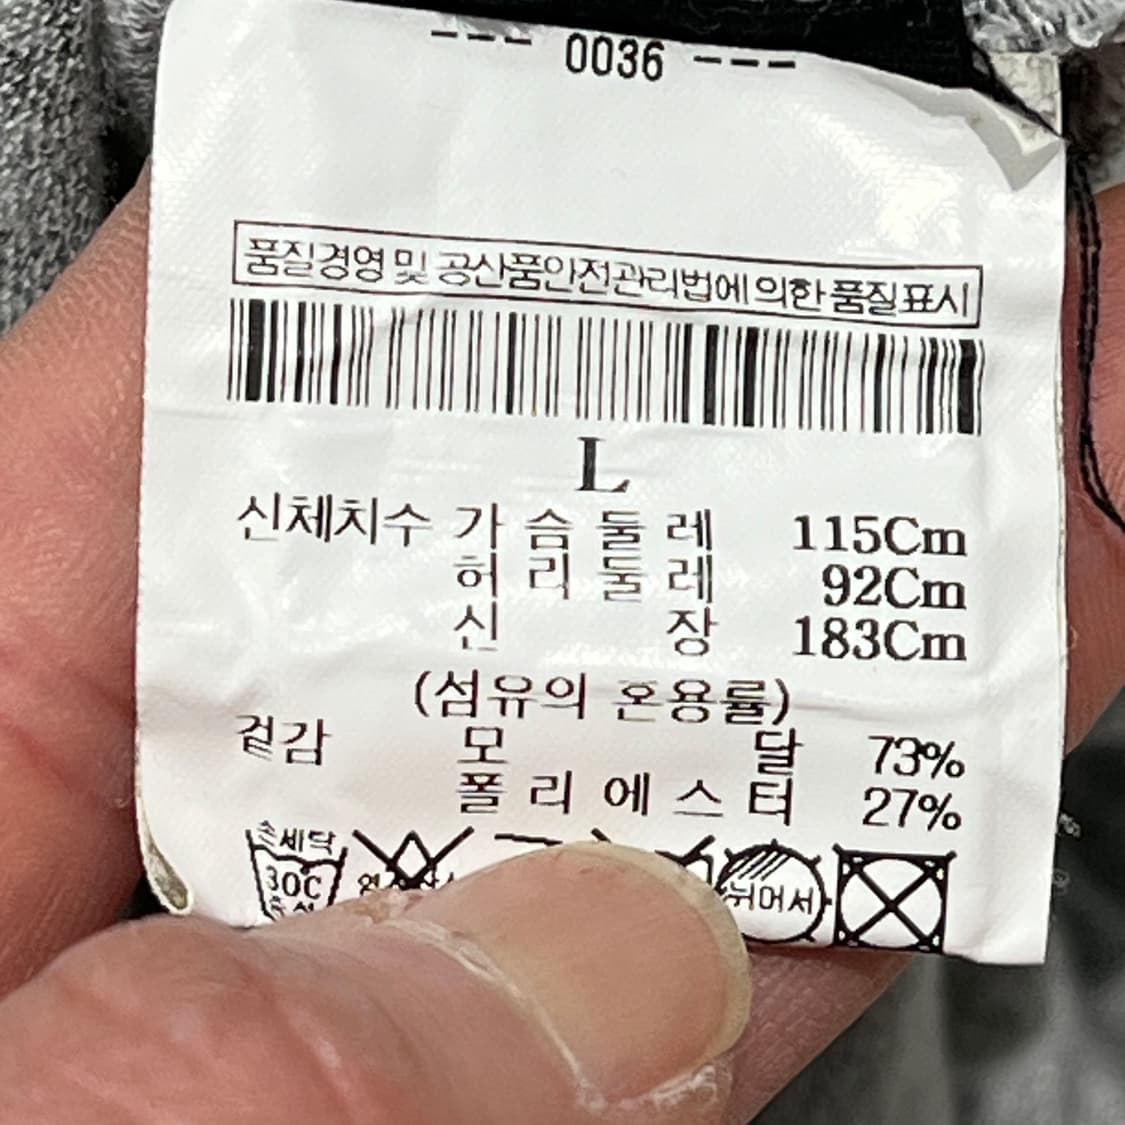 --- 0036 ---
품질경영 및 공산품안전관리법에 의한 품질표시
L
신체치수 가 슴 둘 레 115Cm
허 리 둘 레 92Cm
신 장 183Cm
(섬유의 혼용률)
겉감 모 달 73%
폴 리 에 스 터 27%
손세탁
30C
중성
뉘어서